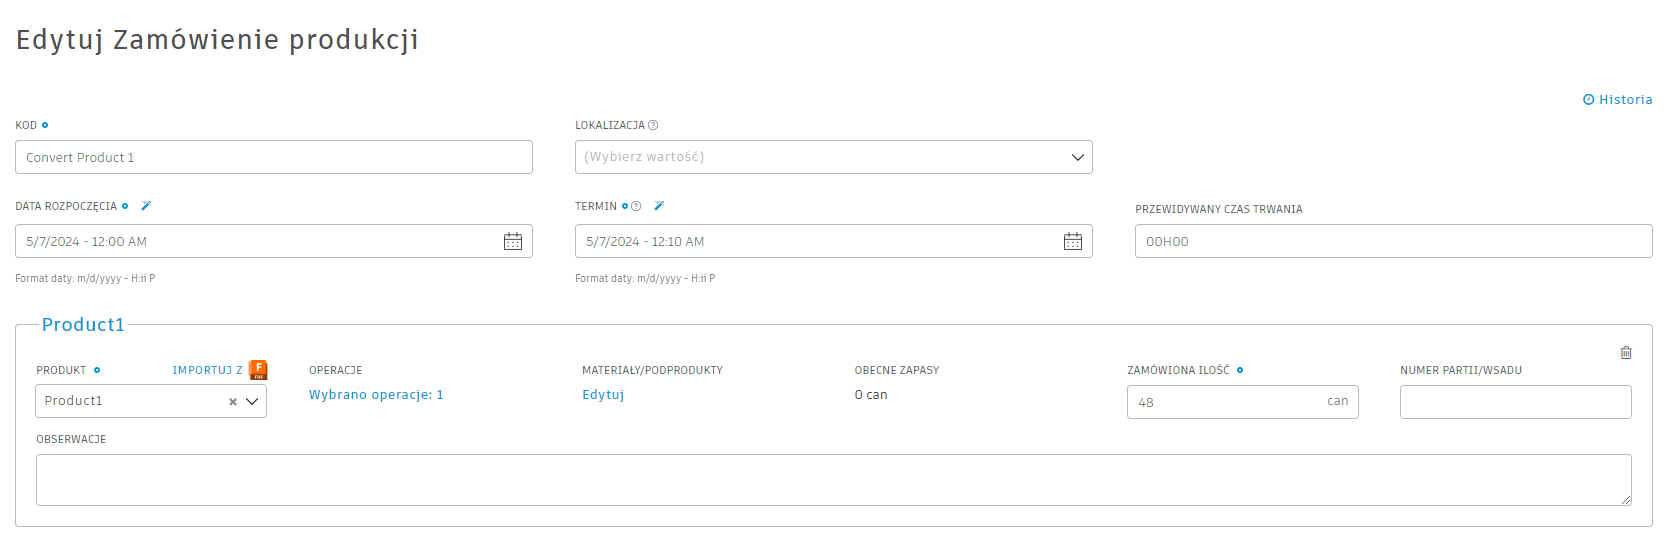 Edytuj Zamówienie produkcji
Historia
KOD
LOKALIZACJA
Convert Product 1
(Wybierz wartość)
DATA ROZPOCZĘCIA
TERMIN
PRZEWIDYWANY CZAS TRWANIA
5/7/2024 - 12:00 AM
5/7/2024 - 12:10 AM
00H00
Format daty: m/d/yyyy - H:ii P
Format daty: m/d/yyyy - H:ii P
Product1
PRODUKT
IMPORTUJ Z
F
OPERACJE
MATERIAŁY/PODPRODUKTY
OBECNE ZAPASY
ZAMÓWIONA ILOŚĆ
NUMER PARTII/WSADU
Product1
Wybrano operacje: 1
Edytuj
0 can
48
can
OBSERWACJE